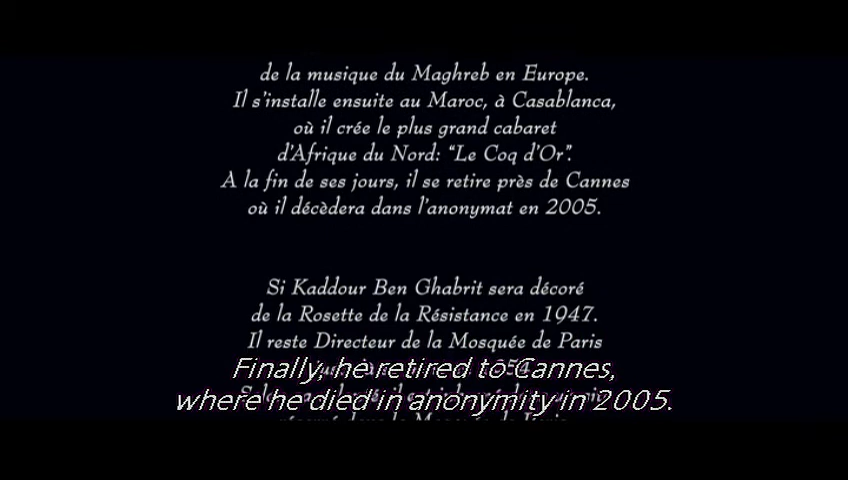 de la musique du Maghreb en Europe.
Il s'installe ensuite au Maroc, à Casablanca,
où il crée le plus grand cabaret
d'Afrique du Nord: "Le Coq d'Or".
A la fin de ses jours, il se retire près de Cannes
où il décèdera dans l'anonymat en 2005.
Si Kaddour Ben Ghabrit sera décoré
de la Rosette de la Résistance en 1947.
Il reste Directeur de la Mosquée de Paris
Finally, he retired to Cannes,
where he died in anonymity in 2005.